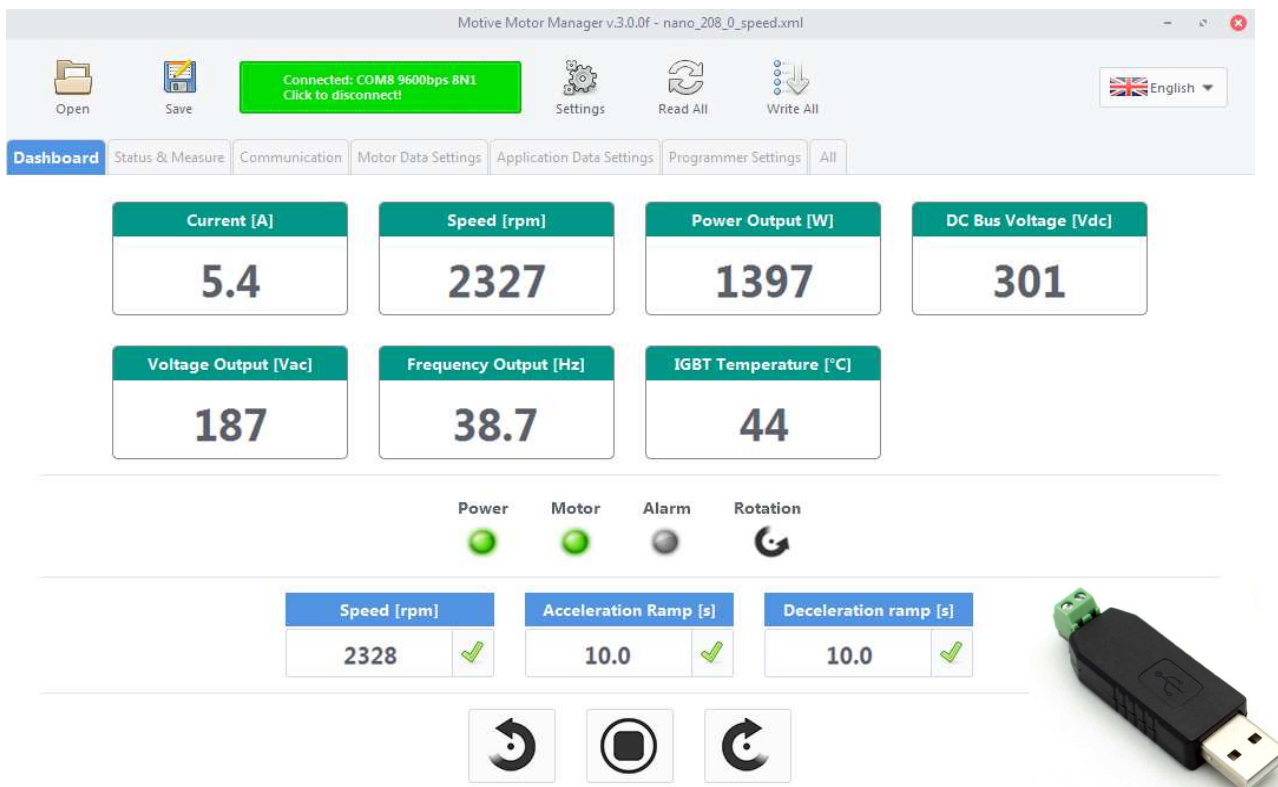 Motive Motor Manager v.3.0.0f - nano_208_0_speed.xml
Open
Save
Connected: COM8 9600bps 8N1
Click to disconnect!
Settings
Read All
Write All
English
Dashboard
Status & Measure
Communication
Motor Data Settings
Application Data Settings
Programmer Settings
All
Current [A]
Speed [rpm]
Power Output [W]
DC Bus Voltage [Vdc]
5.4
2327
1397
301
Voltage Output [Vac]
Frequency Output [Hz]
IGBT Temperature [°C]
187
38.7
44
Power
Motor
Alarm
Rotation
Speed [rpm]
Acceleration Ramp [s]
Deceleration ramp [s]
2328
10.0
10.0